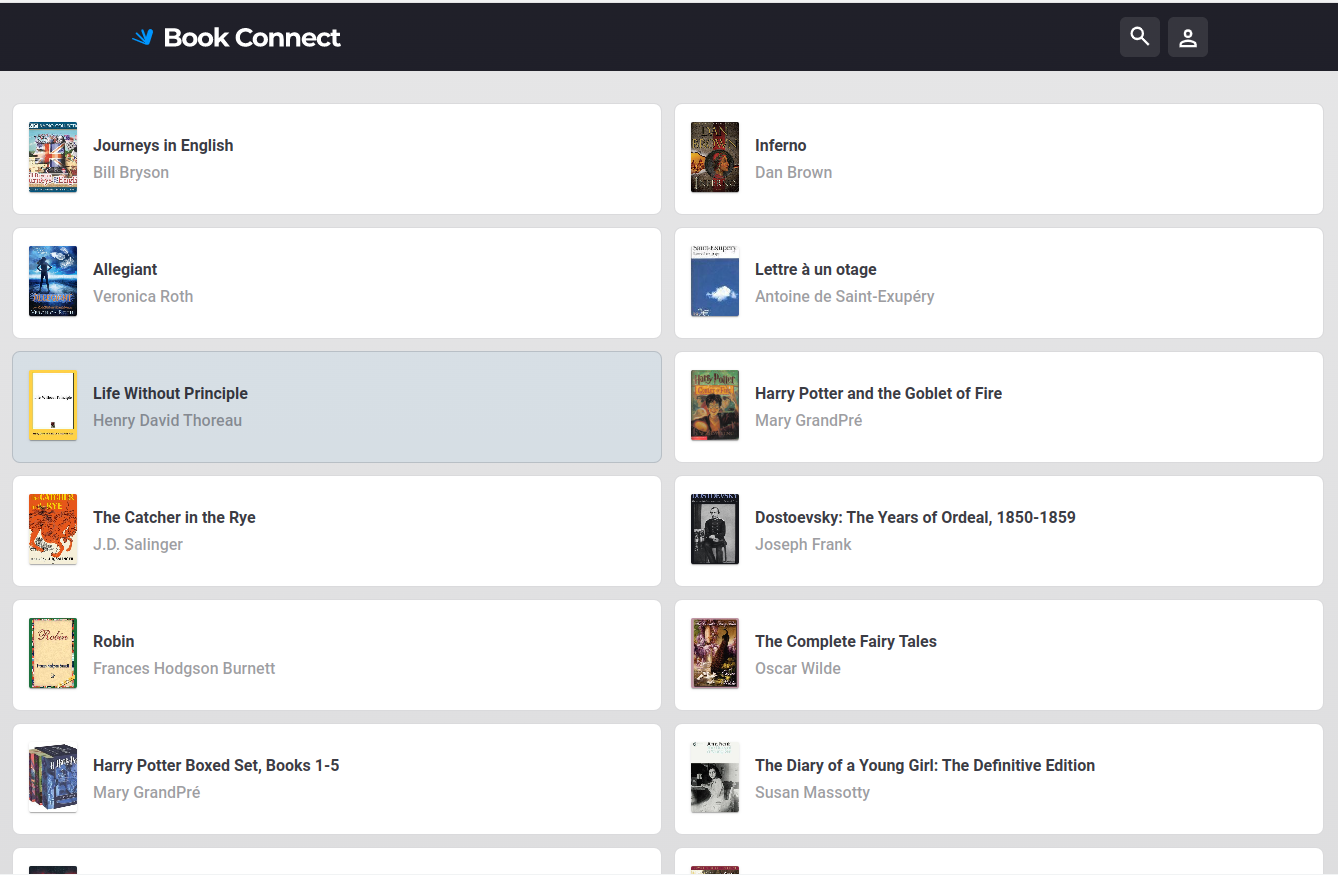 Book Connect
Journeys in English
Bill Bryson
Inferno
Dan Brown
Allegiant
Veronica Roth
Lettre à un otage
Antoine de Saint-Exupéry
Life Without Principle
Henry David Thoreau
Harry Potter and the Goblet of Fire
Mary GrandPré
The Catcher in the Rye
J.D. Salinger
Dostoevsky: The Years of Ordeal, 1850-1859
Joseph Frank
Robin
Frances Hodgson Burnett
The Complete Fairy Tales
Oscar Wilde
Harry Potter Boxed Set, Books 1-5
Mary GrandPré
The Diary of a Young Girl: The Definitive Edition
Susan Massotty